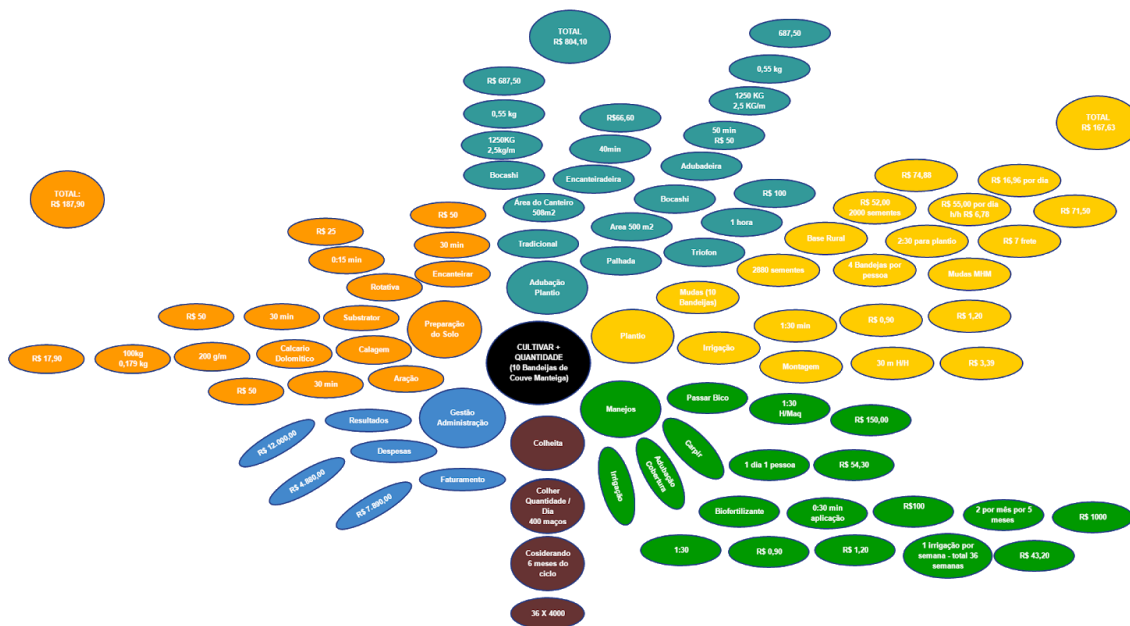 TOTAL
R$ 804,10
687,50
R$ 687,50
0,55 kg
0,55 kg
1250 KG
2,5 KG/m
R$66,60
1250KG
2,5kg/m
40min
50 min
R$ 50
Bocashi
Encanteiradeira
Adubadeira
Área do Canteiro
500m2
Bocashi
R$ 100
Area 500 m2
1 hora
Tradicional
Palhada
Triofon
Adubação
Plantio
TOTAL:
R$ 187,90
R$ 50
R$ 25
30 min
0:15 min
Encanteirar
Rotativa
R$ 50
30 min
Substrator
Preparação
do Solo
R$ 17,90
100kg
0,179 kg
200 g/m
Calcario
Dolomítico
Calagem
R$ 50
30 min
Aração
TOTAL
R$ 167,63
R$ 74,88
R$ 16,96 por dia
R$ 52,90
2000 sementes
R$ 55,00 por dia
h/h R$ 6,78
R$ 71,50
Base Rural
2:30 para plantio
R$ 7 frete
2880 sementes
4 Bandejas por
pessoa
Mudas MHM
Mudas (10
Bandeijas)
Plantio
Irrigação
1:30 min
R$ 0,90
R$ 1,20
Montagem
30 m H/H
R$ 3,39
CULTIVAR +
QUANTIDADE
(10 Bandeijas de
Couve Manteiga)
Gestão
Administração
Resultados
R$ 12.000,00
Despesas
R$ 4.880,00
Faturamento
R$ 7.800,00
Colheita
Colher
Quantidade /
Dia
400 maços
Cosiderando
6 meses do
ciclo
36 X 4000
Manejos
Passar Bico
1:30
H/Maq
R$ 150,00
Carpir
1 dia 1 pessoa
R$ 54,30
Adubação
Cobertura
Biofertilizante
0:30 min
aplicação
R$100
2 por mês por 5
meses
R$ 1000
Irrigação
1:30
R$ 0,90
R$ 1,20
1 Irrigação por
semana - total 36
semanas
R$ 43,20